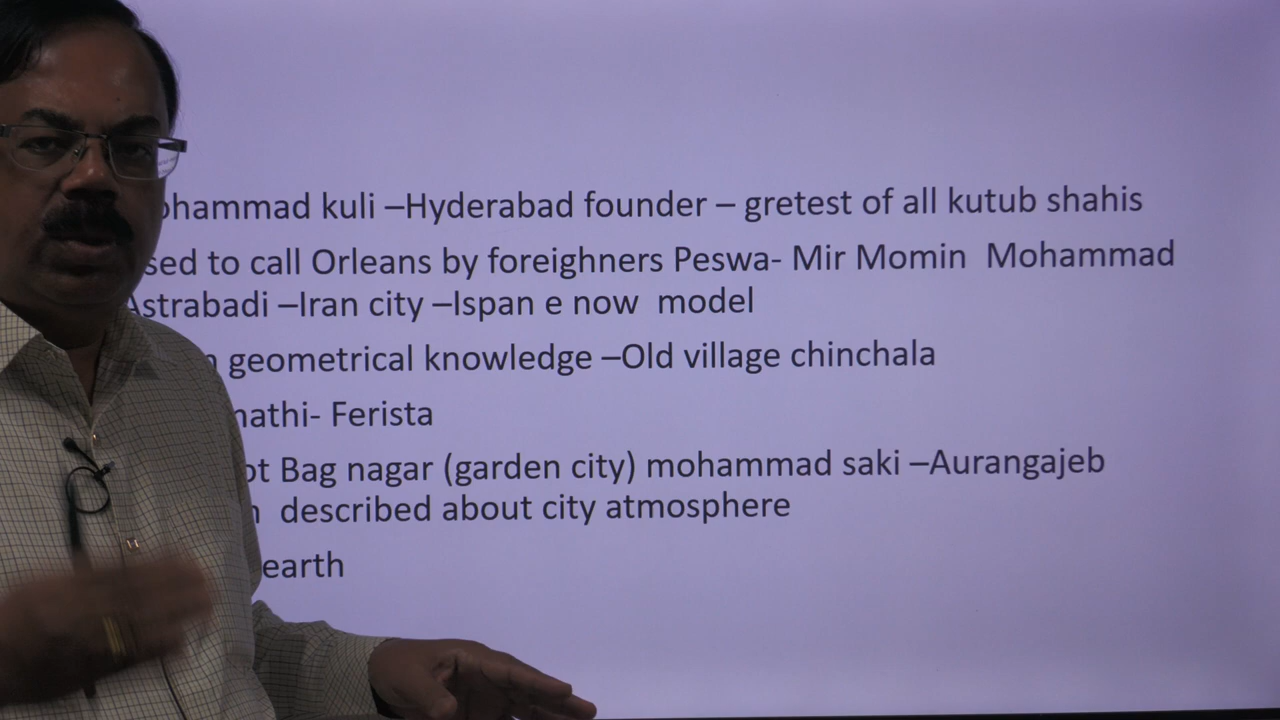 ohammad kuli –Hyderabad founder – gretest of all kutub shahis
sed to call Orleans by foreighners Peswa- Mir Momin Mohammad
Astrabadi –Iran city –Ispan e now model
geometrical knowledge –Old village chinchala
nathi- Ferista
ot Bag nagar (garden city) mohammad saki –Aurangajeb
described about city atmosphere
earth